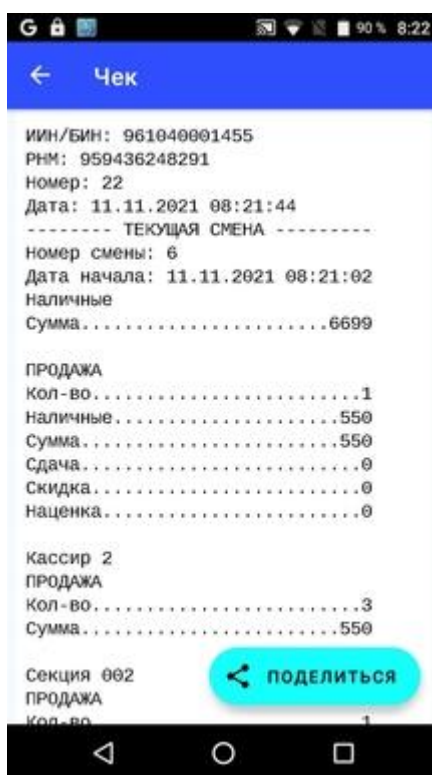 90 % 8:22
Чек
ИИН/БИН: 961040001455
РНМ: 959436248291
Номер: 22
Дата: 11.11.2021 08:21:44
-------- ТЕКУЩАЯ СМЕНА ---------
Номер смены: 6
Дата начала: 11.11.2021 08:21:02
Наличные
Сумма.......................6699
ПРОДАЖА
Кол-во.........................1
Наличные.....................550
Сумма........................550
Сдача..........................0
Скидка.........................0
Наценка........................0
Кассир 2
ПРОДАЖА
Кол-во.........................3
Сумма........................550
Секция 002
ПОДЕЛИТЬСЯ
ПРОДАЖА
Кол-во 1